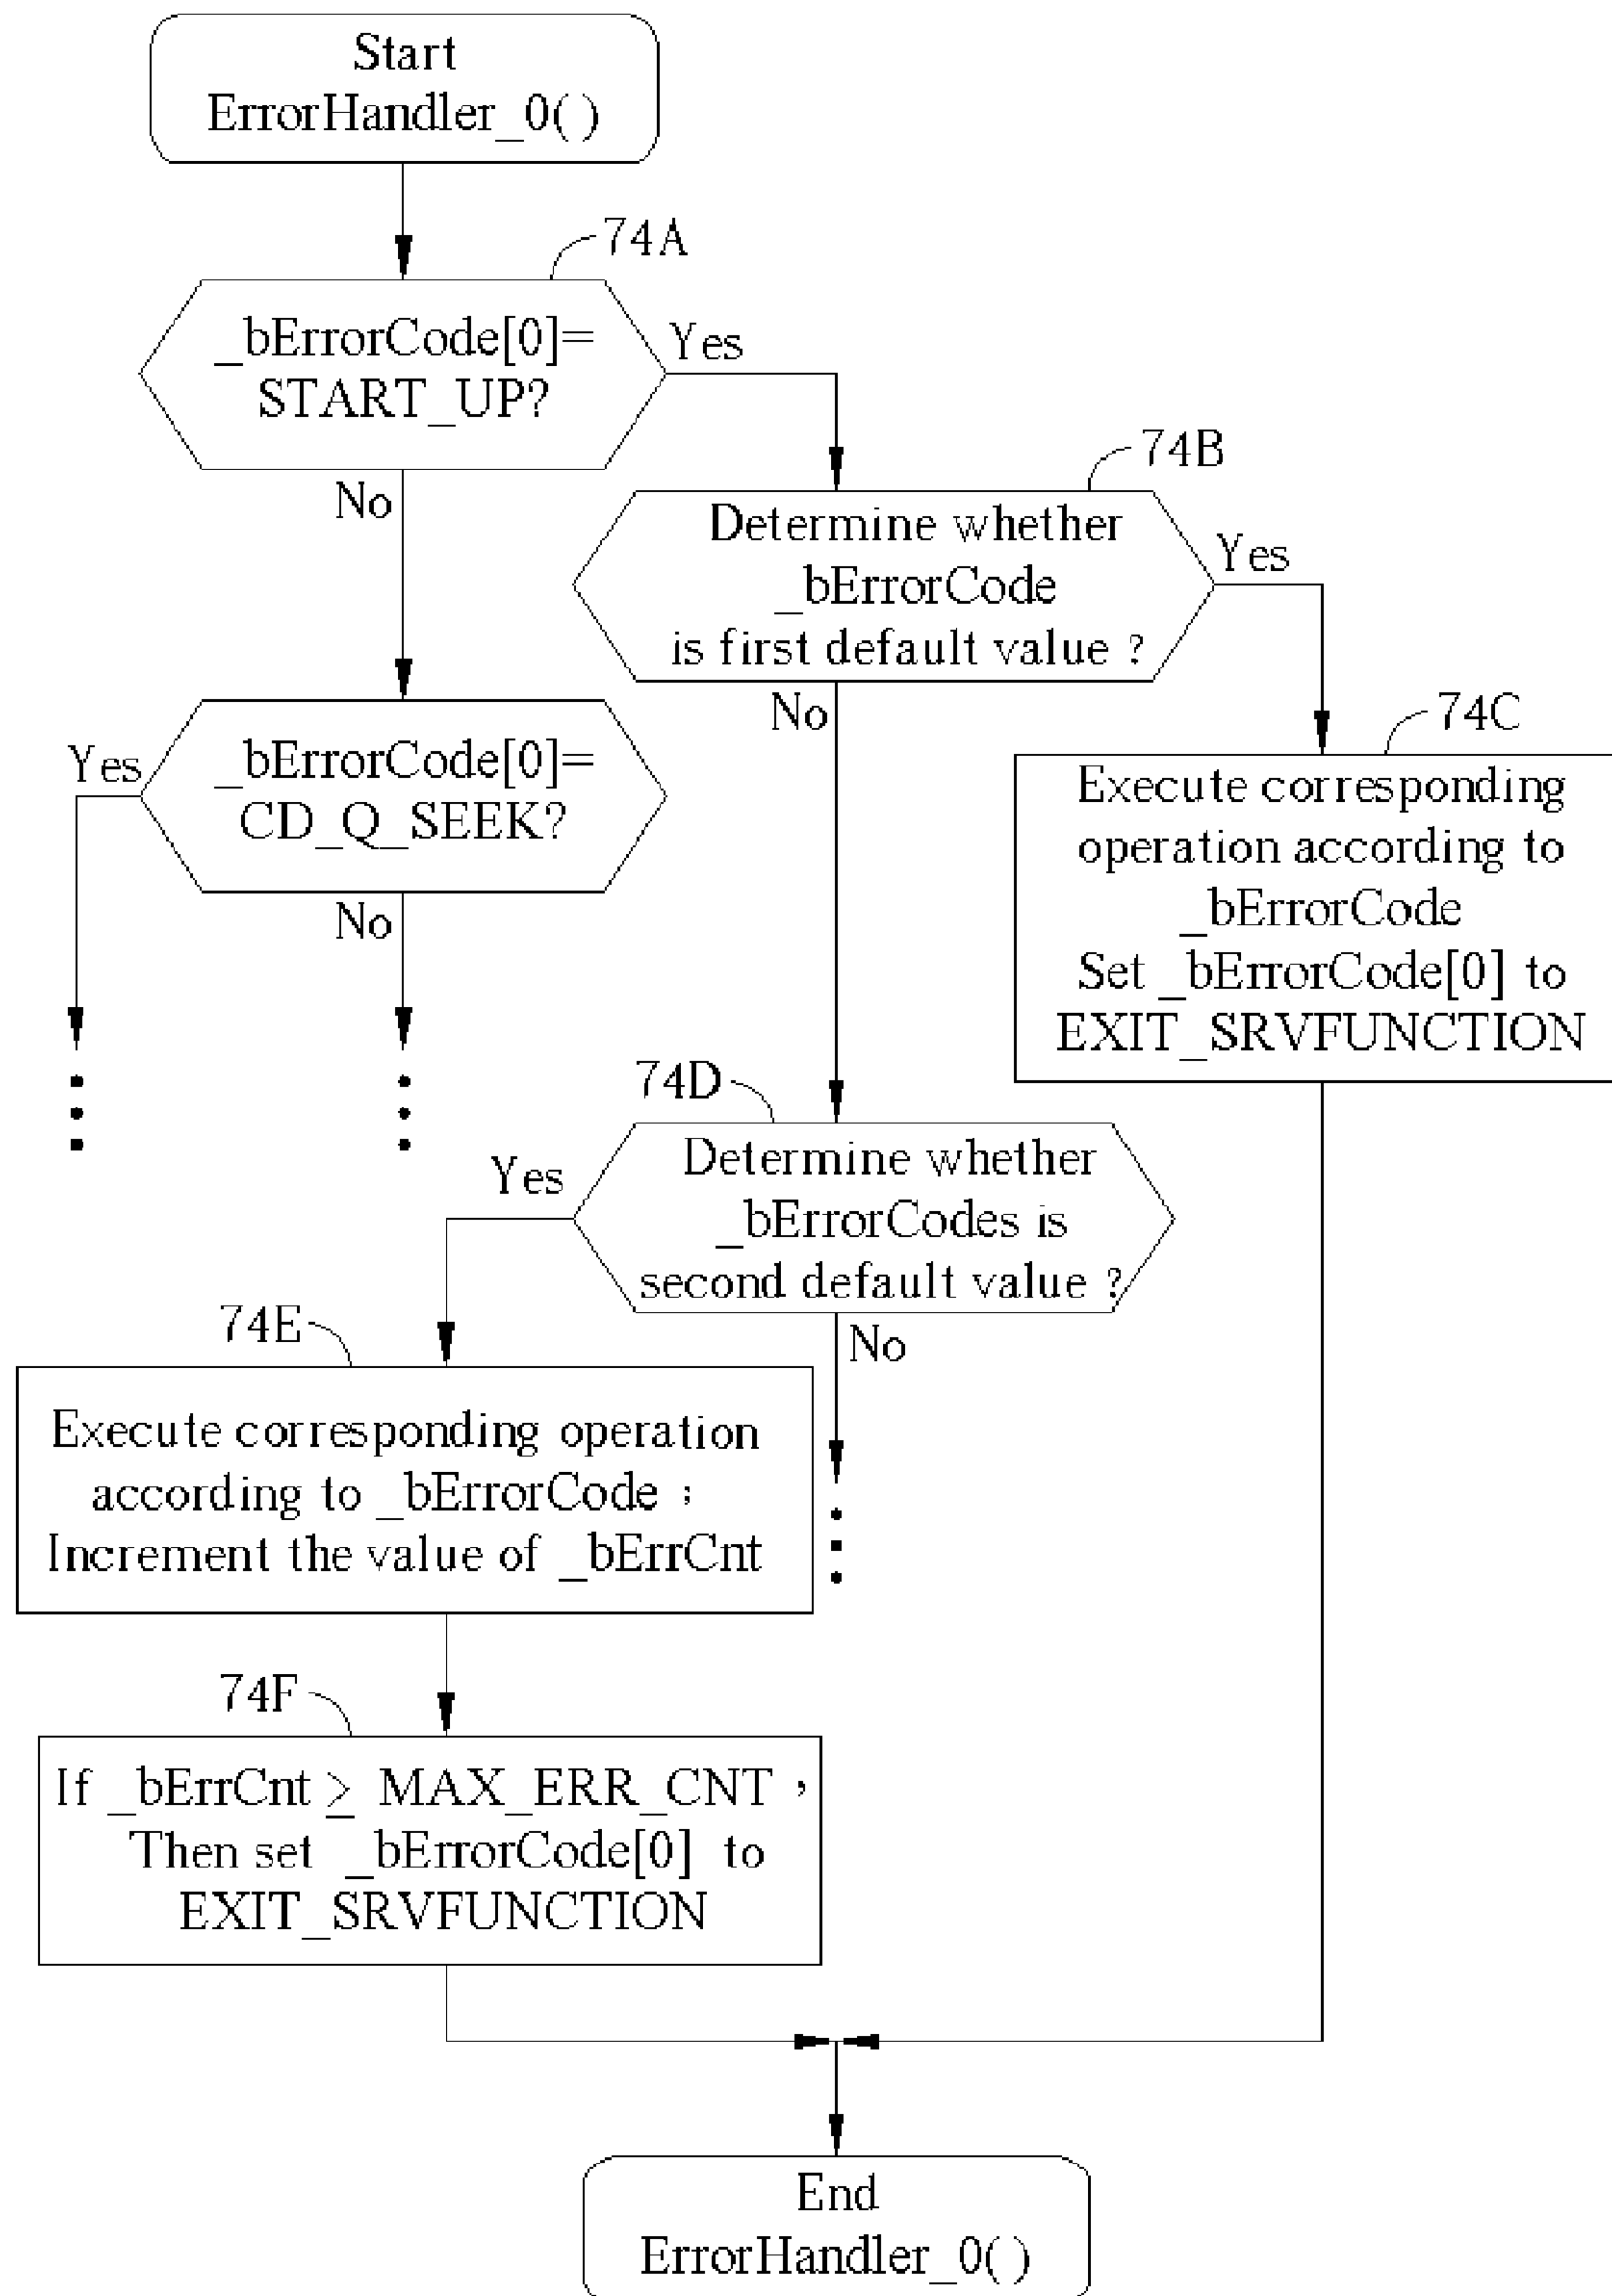 Start
ErrorHandler_0( )
74A
_bErrorCode[0]=
START_UP?
Yes
No
74B
Determine whether
_bErrorCode
is first default value ?
Yes
No
74C
Execute corresponding
operation according to
_bErrorCode
Set _bErrorCode[0] to
EXIT_SRVFUNCTION
Yes
_bErrorCode[0]=
CD_Q_SEEK?
No
74D
Determine whether
_bErrorCodes is
second default value ?
Yes
No
74E
Execute corresponding operation
according to _bErrorCode ;
Increment the value of _bErrCnt
74F
If _bErrCnt ≥ MAX_ERR_CNT ,
Then set _bErrorCode[0] to
EXIT_SRVFUNCTION
End
ErrorHandler_0( )